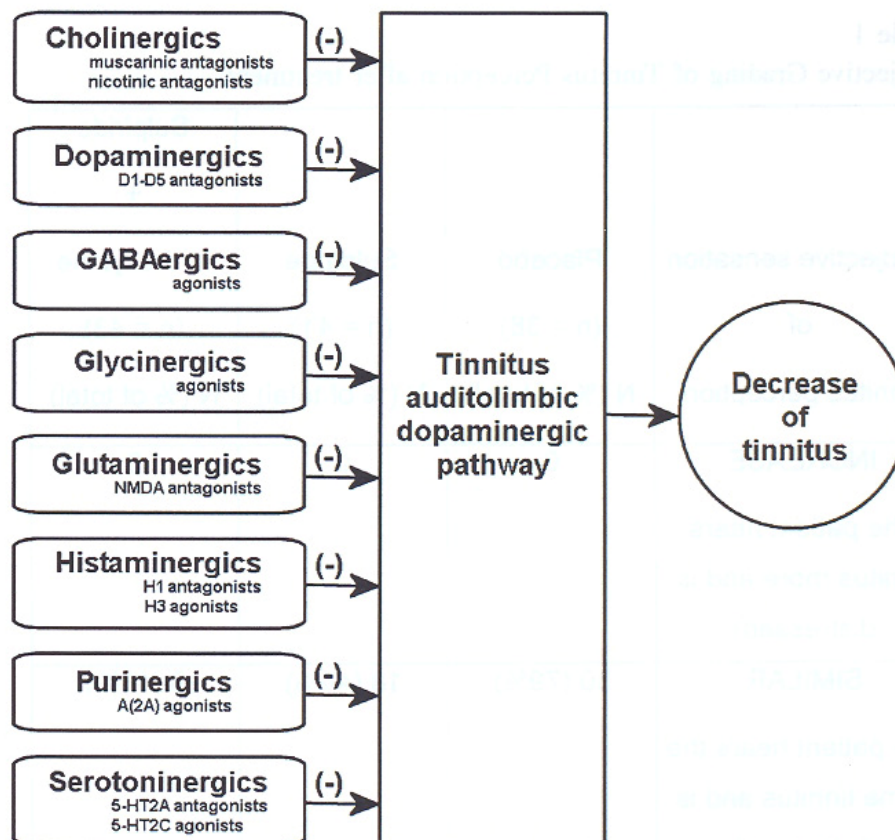 Cholinergics
muscarinic antagonists
nicotinic antagonists
(-)
Dopaminergics
D1-D5 antagonists
(-)
GABAergics
agonists
(-)
Glycinergics
agonists
(-)
Glutaminergics
NMDA antagonists
(-)
Histaminergics
H1 antagonists
H3 agonists
(-)
Purinergics
A(2A) agonists
(-)
Serotoninergics
5-HT2A antagonists
5-HT2C agonists
(-)
Tinnitus
auditolimbic
dopaminergic
pathway
Decrease
of
tinnitus